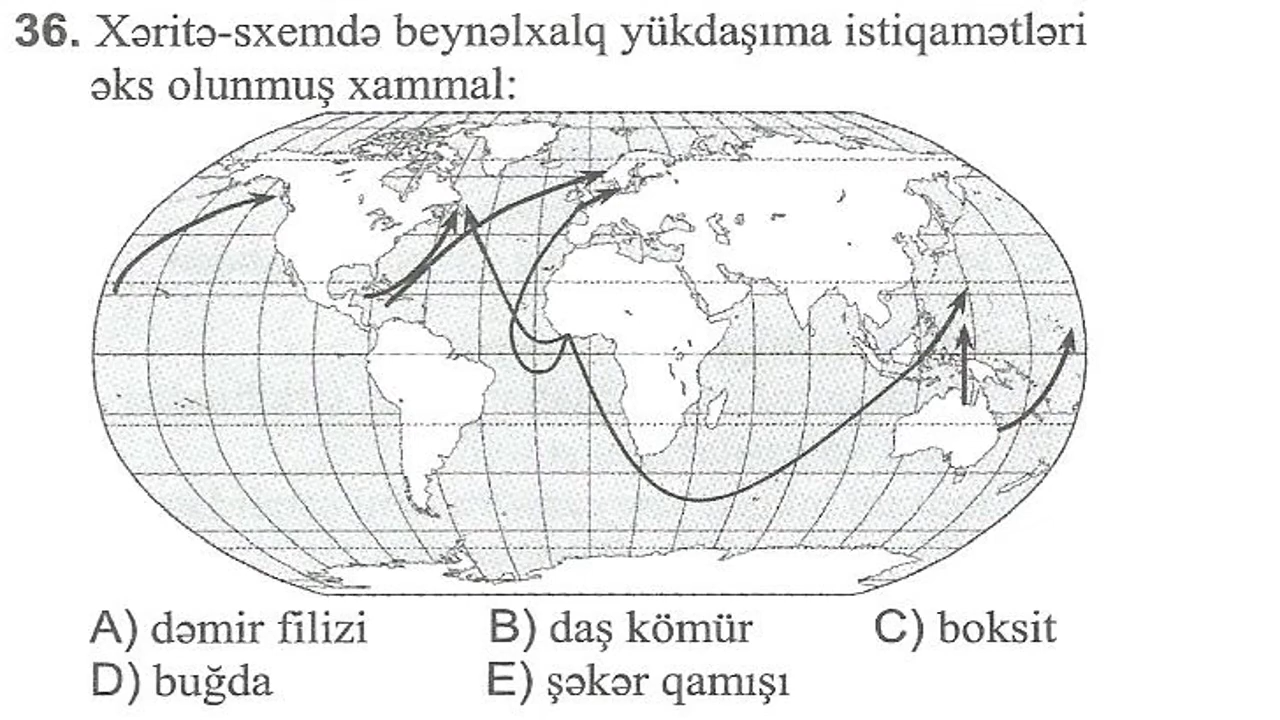 36. Xəritə-sxemdə beynəlxalq yükdaşıma istiqamətləri
əks olunmuş xammal:
A) dəmir filizi B) daş kömür C) boksit
D) buğda E) şəkər qamışı